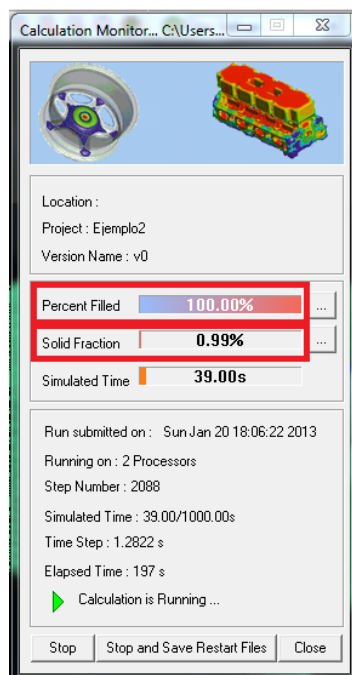 Calculation Monitor... C:\Users...
Location :
Project : Ejemplo2
Version Name : v0
Percent Filled 100.00% ...
Solid Fraction 0.99% ...
Simulated Time 39.00s
Run submitted on : Sun Jan 20 18:06:22 2013
Running on : 2 Processors
Step Number : 2088
Simulated Time : 39.00/1000.00s
Time Step : 1.2822 s
Elapsed Time : 197 s
Calculation is Running ...
Stop Stop and Save Restart Files Close